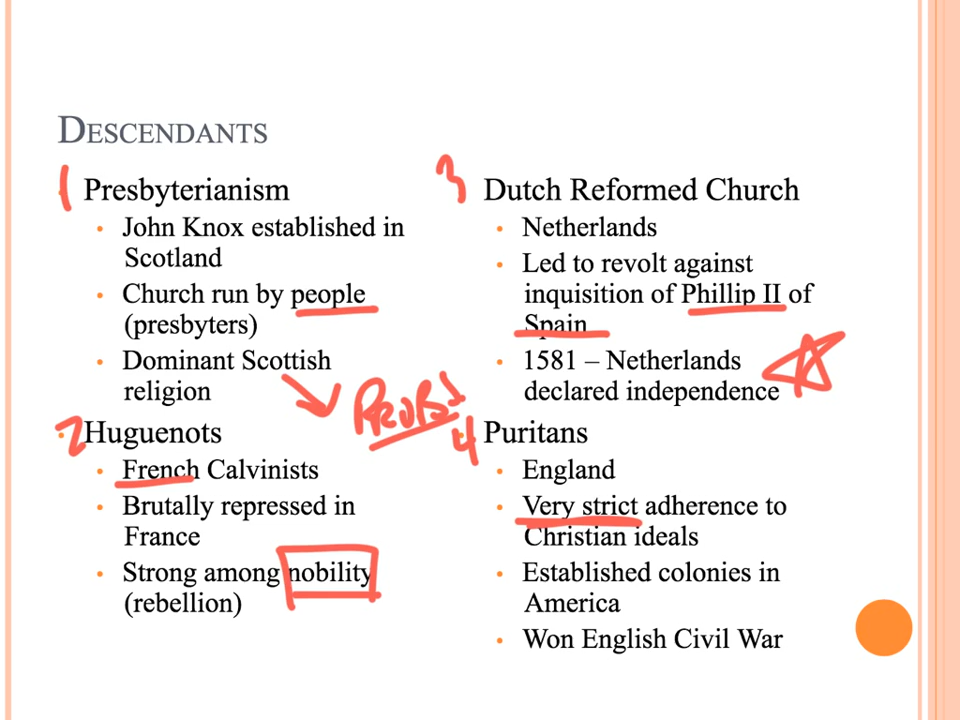 DESCENDANTS
1 Presbyterianism
• John Knox established in
Scotland
• Church run by people
(presbyters)
• Dominant Scottish
religion
2 Huguenots
• French Calvinists
• Brutally repressed in
France
• Strong among nobility
(rebellion)
3 Dutch Reformed Church
• Netherlands
• Led to revolt against
inquisition of Phillip II of
Spain
• 1581 – Netherlands
declared independence
4 Puritans
• England
• Very strict adherence to
Christian ideals
• Established colonies in
America
• Won English Civil War